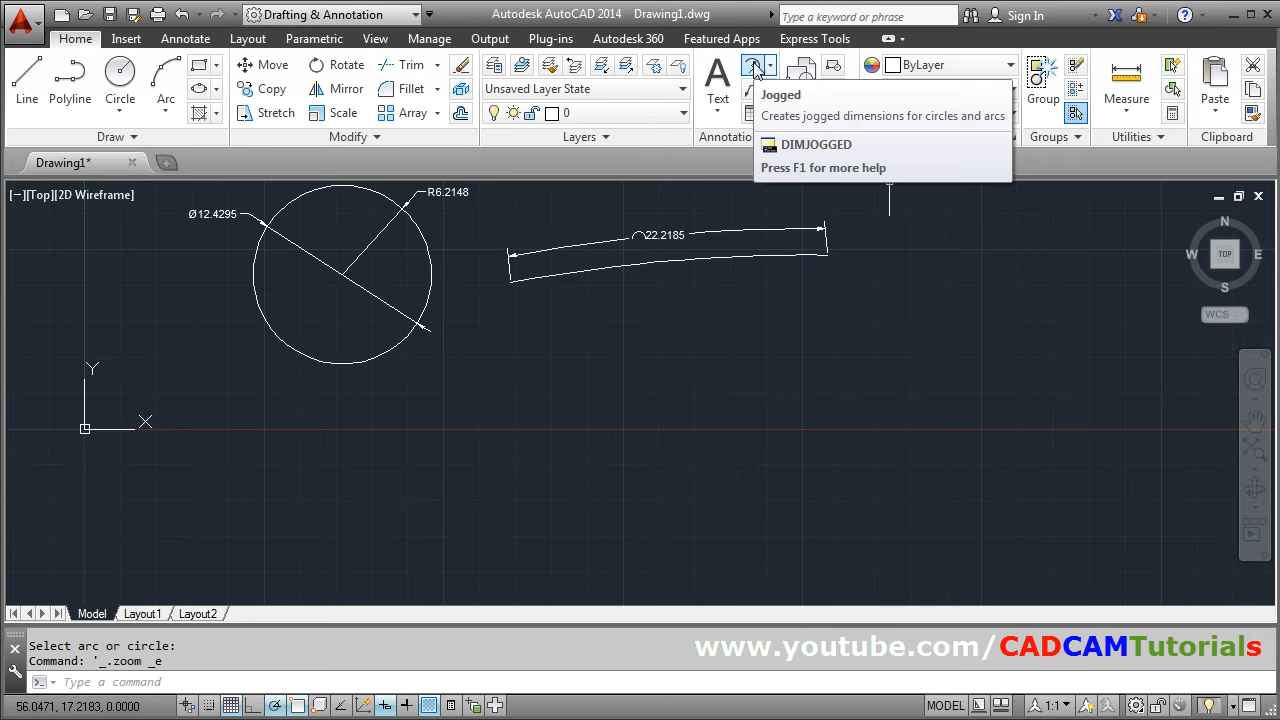 Drafting & Annotation
Autodesk AutoCAD 2014 Drawing1.dwg
Type a keyword or phrase
Sign In
Home Insert Annotate Layout Parametric View Manage Output Plug-ins Autodesk 360 Featured Apps Express Tools
Move Rotate Trim
Unsaved Layer State
ByLayer
Copy Mirror Fillet
Stretch Scale Array
0
Line Polyline Circle Arc
Text
Group
Measure
Paste
Draw Modify Layers Annotation Groups Utilities Clipboard
Jogged
Creates jogged dimensions for circles and arcs
DIMJOGGED
Press F1 for more help
Drawing1*
[−][Top][2D Wireframe]
R6.2148
Ø12.4295
⌒22.2185
N
W TOP E
S
WCS
Y
X
Model Layout1 Layout2
Select arc or circle:
Command: '_.zoom _e
Type a command
www.youtube.com/CADCAMTutorials
56.0471, 17.2183, 0.0000
MODEL
1:1